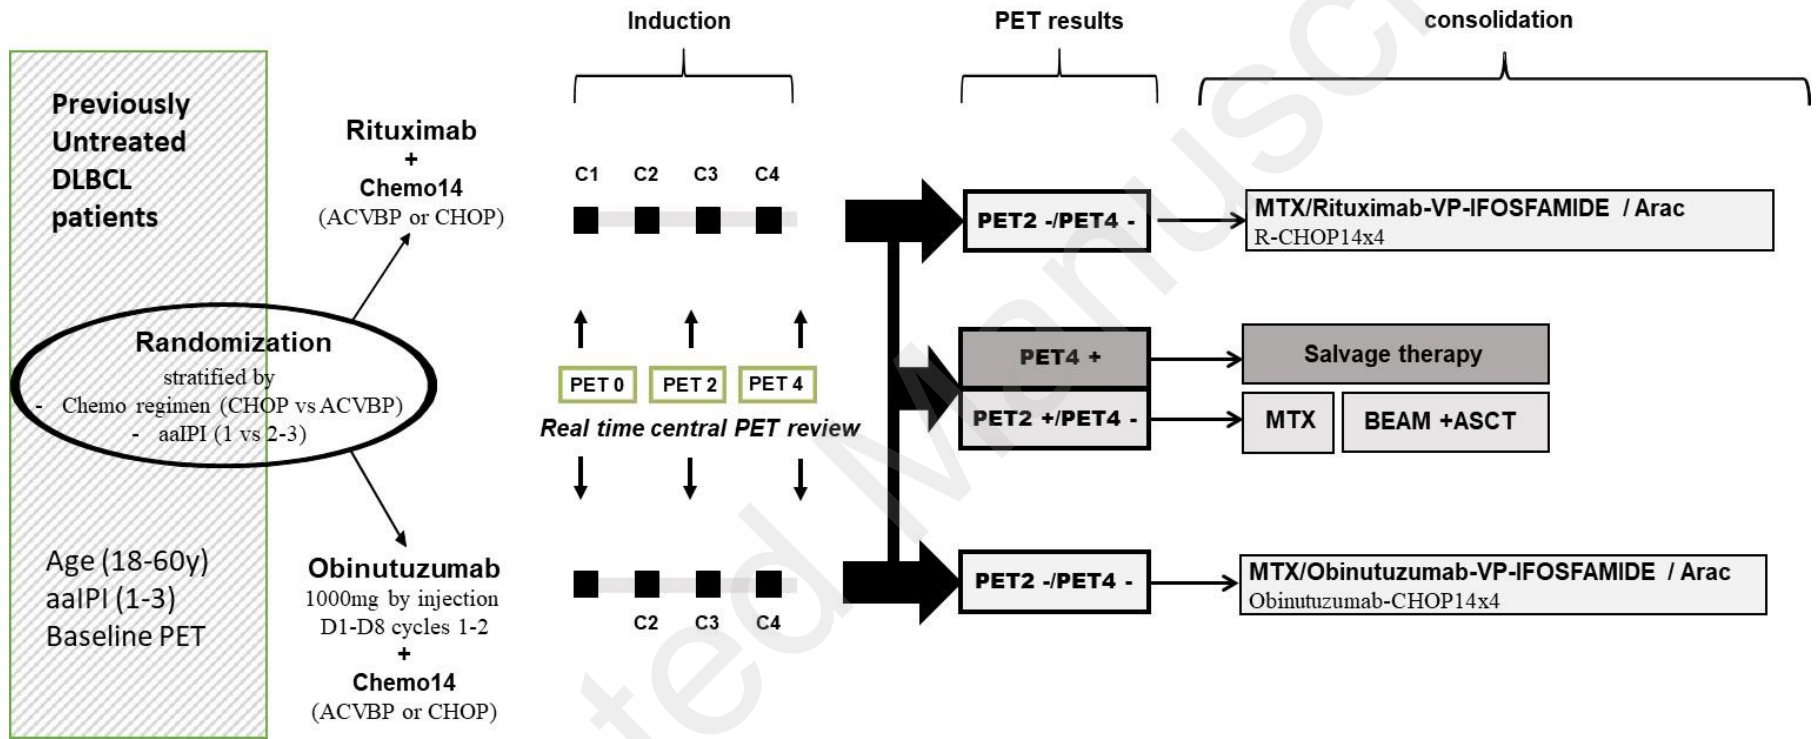 Induction
PET results
consolidation
Previously
Untreated
DLBCL
patients
Rituximab
+
Chemo14
(ACVBP or CHOP)
C1 C2 C3 C4
PET2 -/PET4 -
MTX/Rituximab-VP-IFOSFAMIDE / Arac
R-CHOP14x4
Randomization
stratified by
- Chemo regimen (CHOP vs ACVBP)
- aaIPI (1 vs 2-3)
PET 0 PET 2 PET 4
Real time central PET review
PET4 +
Salvage therapy
PET2 +/PET4 -
MTX
BEAM +ASCT
Age (18-60y)
aaIPI (1-3)
Baseline PET
Obinutuzumab
1000mg by injection
D1-D8 cycles 1-2
+
Chemo14
(ACVBP or CHOP)
C2 C3 C4
PET2 -/PET4 -
MTX/Obinutuzumab-VP-IFOSFAMIDE / Arac
Obinutuzumab-CHOP14x4
ted Manusc